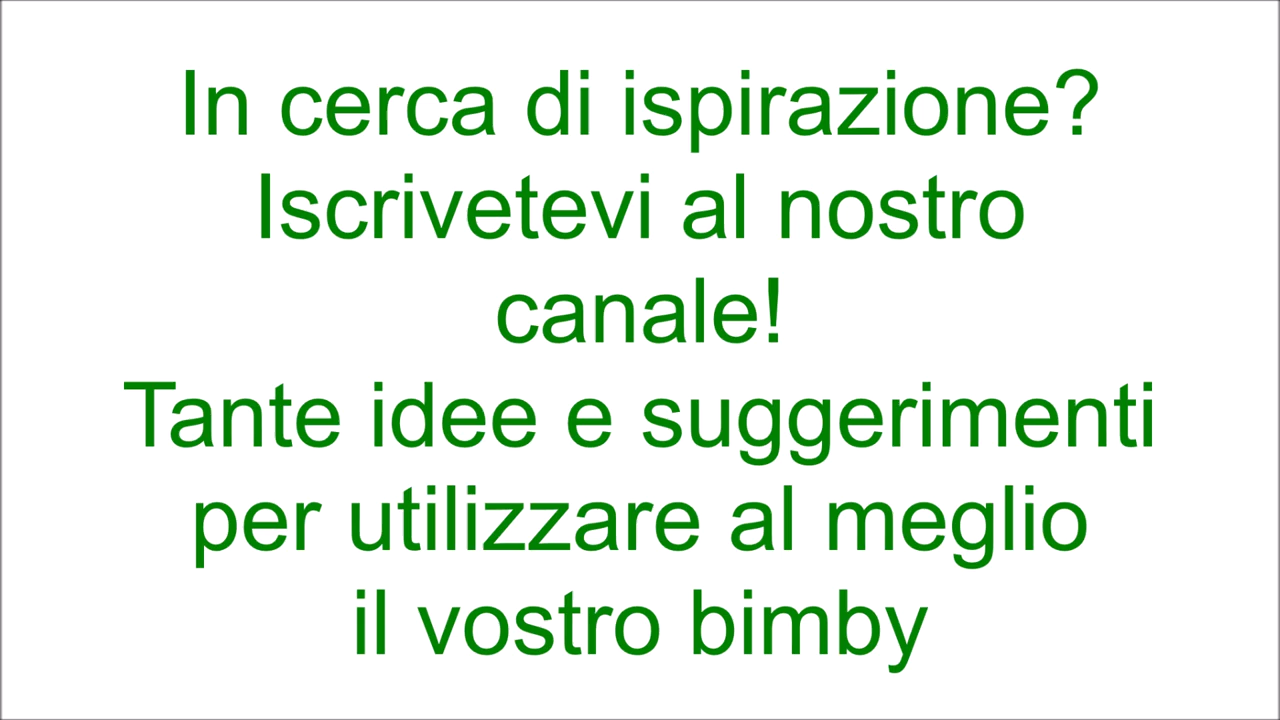 In cerca di ispirazione?
Iscrivetevi al nostro
canale!
Tante idee e suggerimenti
per utilizzare al meglio
il vostro bimby